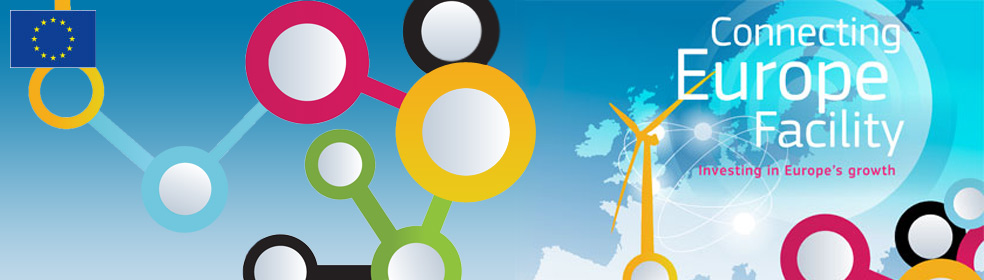 Connecting
Europe
Facility
Investing in Europe's growth